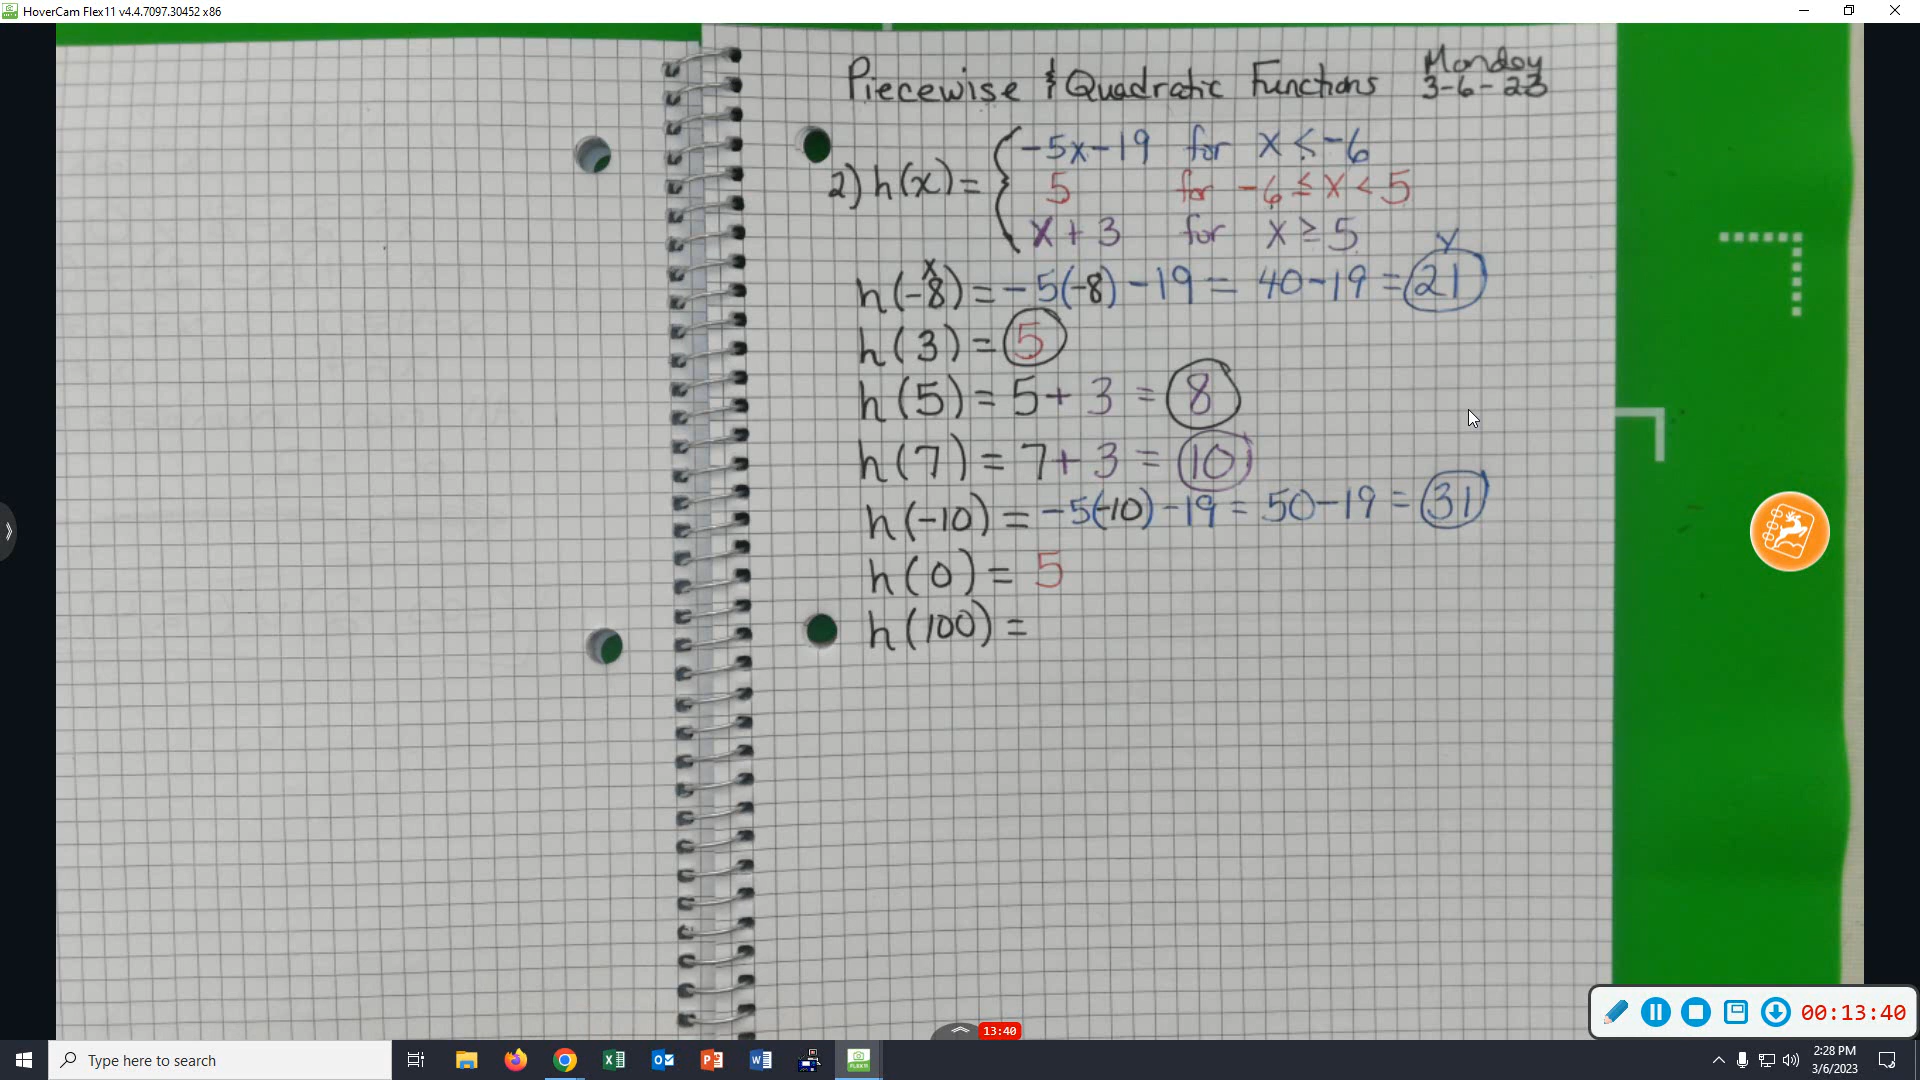 HoverCam Flex11 v4.4.7097.30452 x86
Piecewise & Quadratic Functions
Monday
3-6-23
2) h(x) = { -5x-19 for x < -6
5 for -6 ≤ x < 5
x + 3 for x ≥ 5
x
y
h(-8) = -5(-8) -19 = 40-19 = 21
h(3) = 5
h(5) = 5+ 3 = 8
h(7) = 7+ 3 = 10
h(-10) = -5(-10) -19 = 50-19 = 31
h(0) = 5
h(100) =
00:13:40
13:40
Type here to search
2:28 PM
3/6/2023